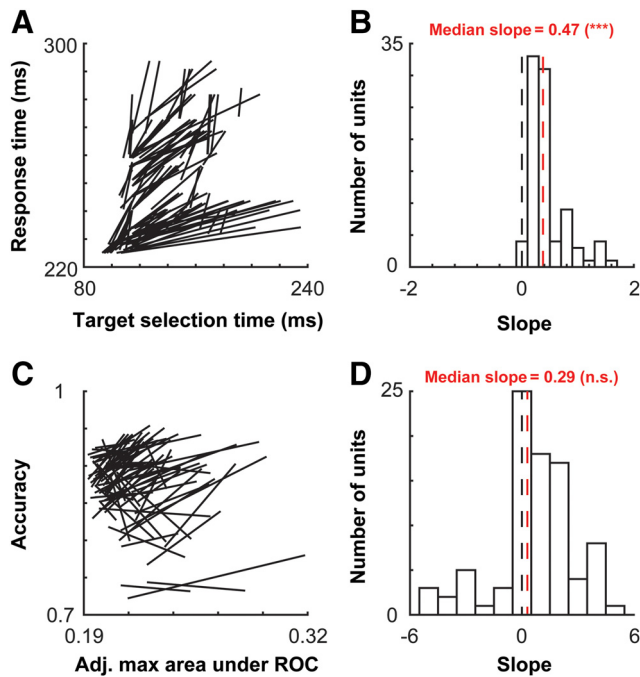 A
300
Response time (ms)
220
80
240
Target selection time (ms)
B
Median slope = 0.47 (***)
35
Number of units
0
-2
0
2
Slope
C
1
Accuracy
0.7
0.19
0.32
Adj. max area under ROC
D
Median slope = 0.29 (n.s.)
25
Number of units
0
-6
0
6
Slope